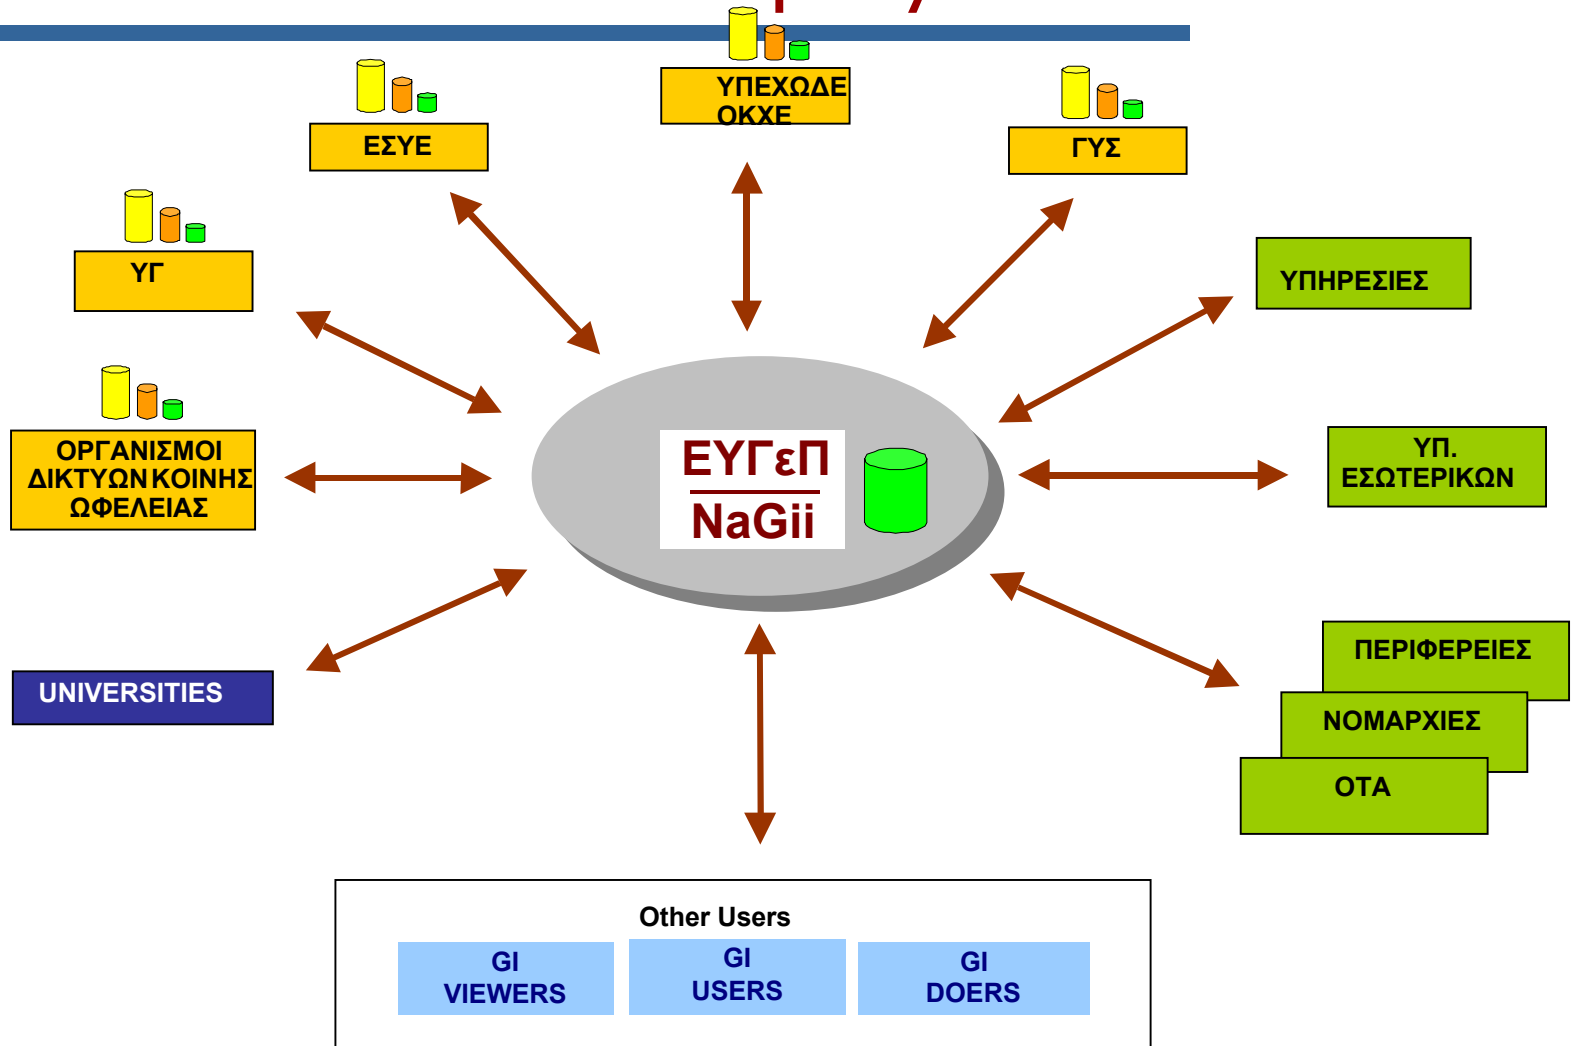 ΥΠΕΧΩΔΕ
ΟΚΧΕ
ΕΣΥΕ
ΓΥΣ
ΥΓ
ΥΠΗΡΕΣΙΕΣ
ΟΡΓΑΝΙΣΜΟΙ
ΔΙΚΤΥΩΝ ΚΟΙΝΗΣ
ΩΦΕΛΕΙΑΣ
ΕΥΓεΠ
NaGii
ΥΠ.
ΕΣΩΤΕΡΙΚΩΝ
UNIVERSITIES
ΠΕΡΙΦΕΡΕΙΕΣ
ΝΟΜΑΡΧΙΕΣ
ΟΤΑ
Other Users
GI
VIEWERS
GI
USERS
GI
DOERS